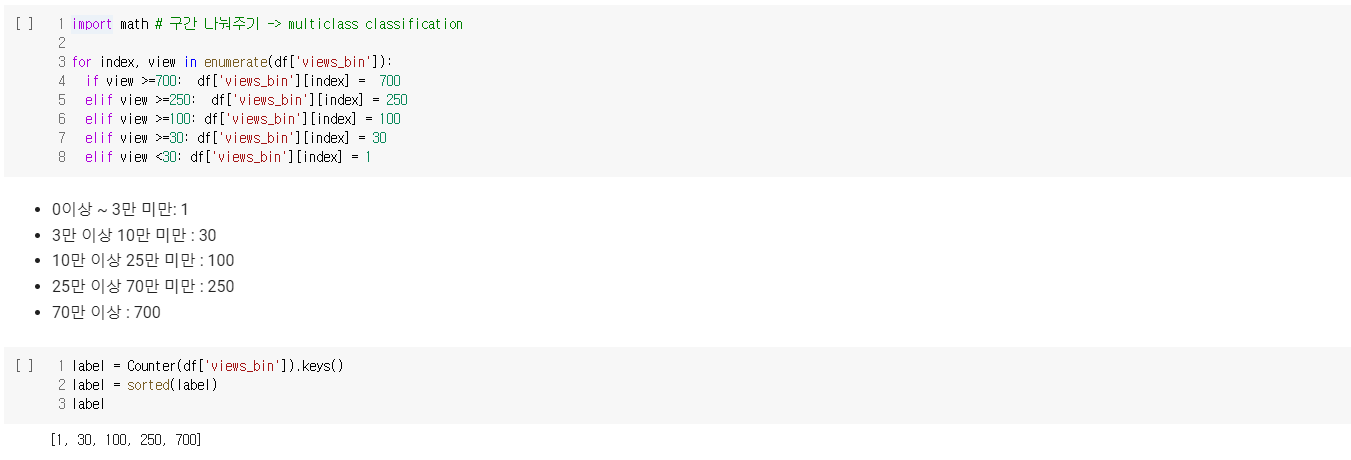 [ ] 1 import math # 구간 나눠주기 -> multiclass classification
2
3 for index, view in enumerate(df['views_bin']):
4   if view >=700:  df['views_bin'][index] =  700
5   elif view >=250:  df['views_bin'][index] = 250
6   elif view >=100: df['views_bin'][index] = 100
7   elif view >=30: df['views_bin'][index] = 30
8   elif view <30: df['views_bin'][index] = 1
• 0이상 ~ 3만 미만: 1
• 3만 이상 10만 미만 : 30
• 10만 이상 25만 미만 : 100
• 25만 이상 70만 미만 : 250
• 70만 이상 : 700
[ ] 1 label = Counter(df['views_bin']).keys()
2 label = sorted(label)
3 label
[1, 30, 100, 250, 700]